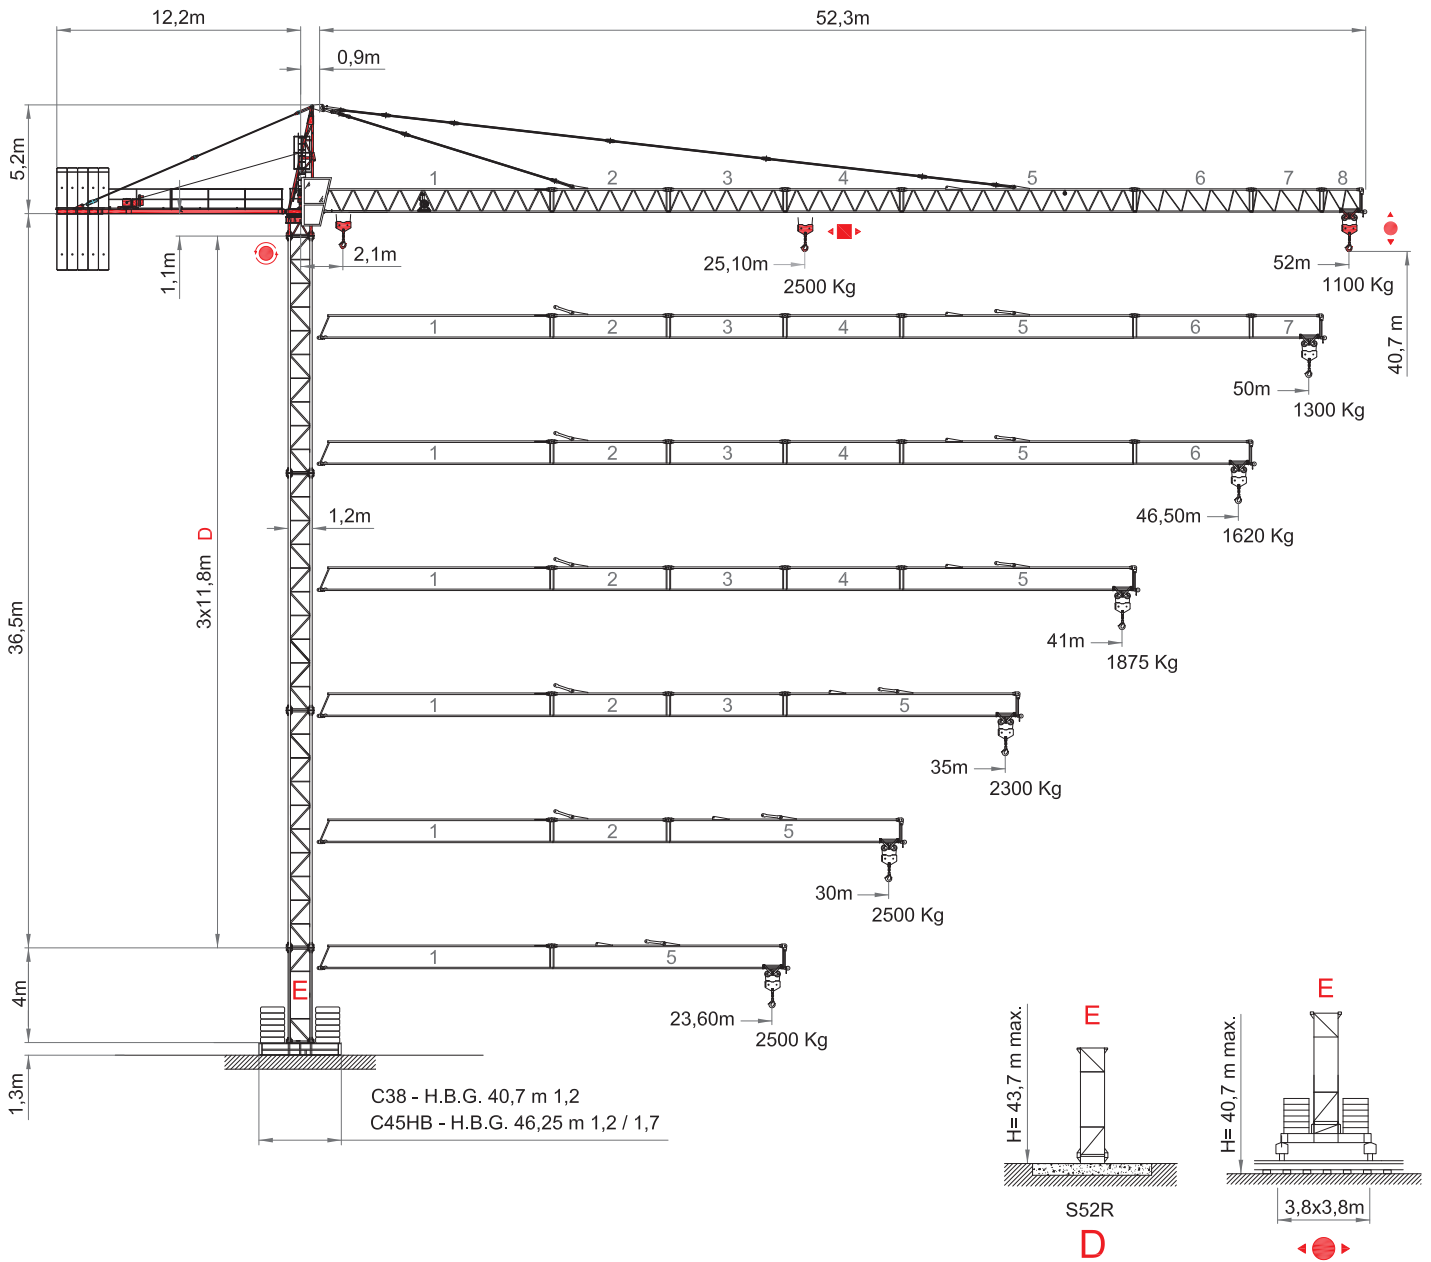 12,2m
52,3m
0,9m
5,2m
1 2 3 4 5 6 7 8
2,1m
25,10m
2500 Kg
52m
1100 Kg
1,1m
40,7 m
1 2 3 4 5 6 7
50m
1300 Kg
1 2 3 4 5 6
46,50m
1620 Kg
1,2m
3x11,8m D
36,5m
1 2 3 4 5
41m
1875 Kg
1 2 3 5
35m
2300 Kg
1 2 5
30m
2500 Kg
1 5
23,60m
2500 Kg
4m
E
1,3m
C38 - H.B.G. 40,7 m 1,2
C45HB - H.B.G. 46,25 m 1,2 / 1,7
E
H= 43,7 m max.
S52R
D
E
H= 40,7 m max.
3,8x3,8m